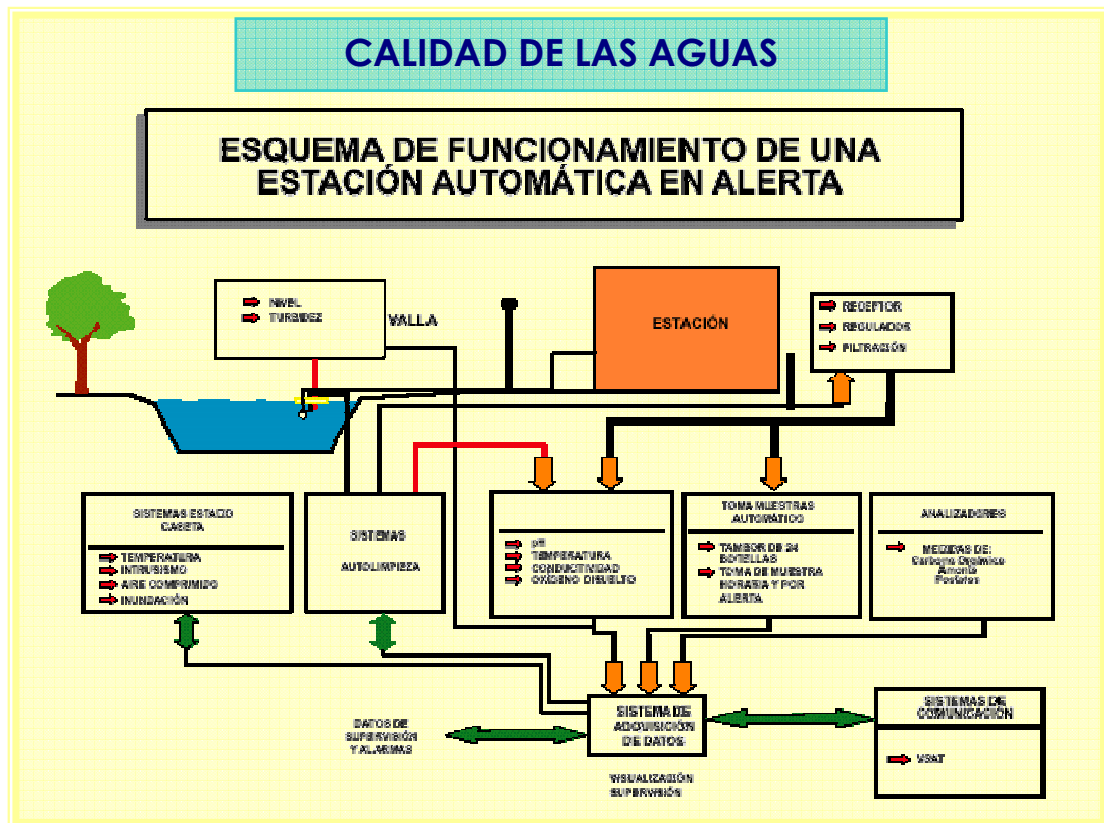 CALIDAD DE LAS AGUAS
ESQUEMA DE FUNCIONAMIENTO DE UNA
ESTACIÓN AUTOMÁTICA EN ALERTA
NIVEL
TURBIDEZ
VALLA
ESTACIÓN
RECEPTOR
REGULADOS
FILTRACIÓN
SISTEMAS ESTADO
CASETA
TEMPERATURA
INTRUSISMO
AIRE COMPRIMIDO
INUNDACIÓN
SISTEMAS
AUTOLIMPIEZA
pH
TEMPERATURA
CONDUCTIVIDAD
OXÍGENO DISUELTO
TOMA MUESTRAS
AUTOMÁTICO
TAMBOR DE 24
BOTELLAS
TOMA DE MUESTRA
HORARIA Y POR
ALERTA
ANALIZADORES
MEDIDAS DE:
Carbono Orgánico
Amonio
Fosfatos
DATOS DE
SUPERVISIÓN
Y ALARMAS
SISTEMA DE
ADQUISICIÓN
DE DATOS
VISUALIZACIÓN
SUPERVISIÓN
SISTEMAS DE
COMUNICACIÓN
VSAT